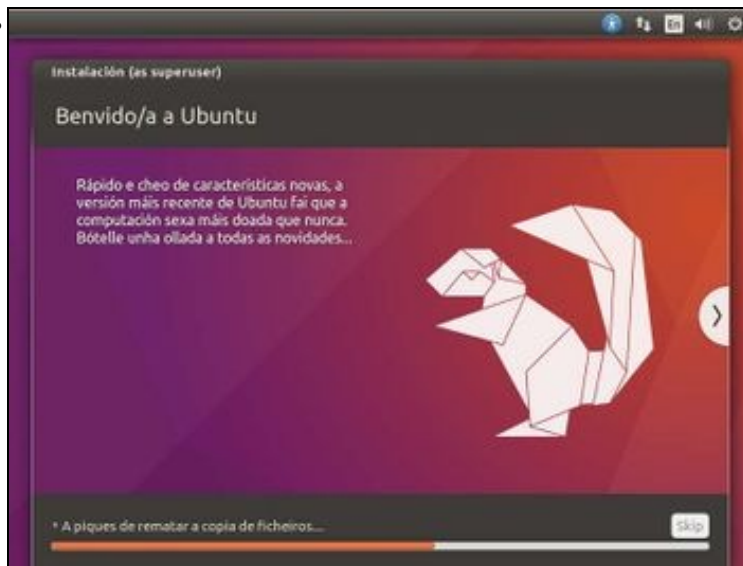 En
Instalación (as superuser)
Benvido/a a Ubuntu
Rápido e cheo de características novas, a
versión máis recente de Ubuntu fai que a
computación sexa máis doada que nunca.
Bótelle unha ollada a todas as novidades...
* A piques de rematar a copia de ficheiros...
Skip